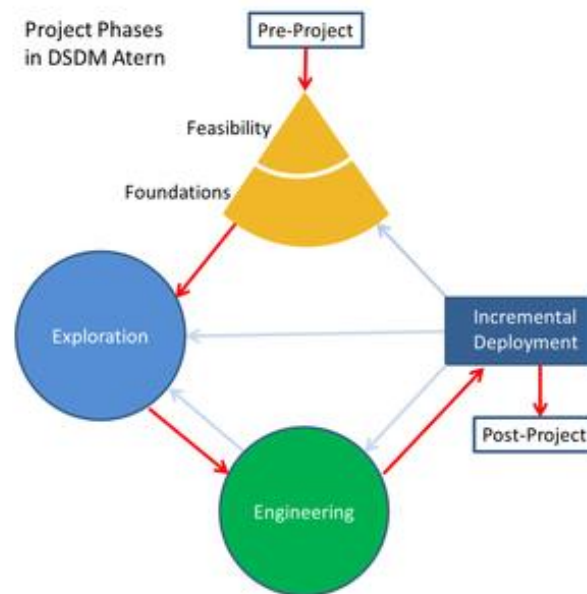 Project Phases
in DSDM Atern
Pre-Project
Feasibility
Foundations
Exploration
Incremental
Deployment
Post-Project
Engineering